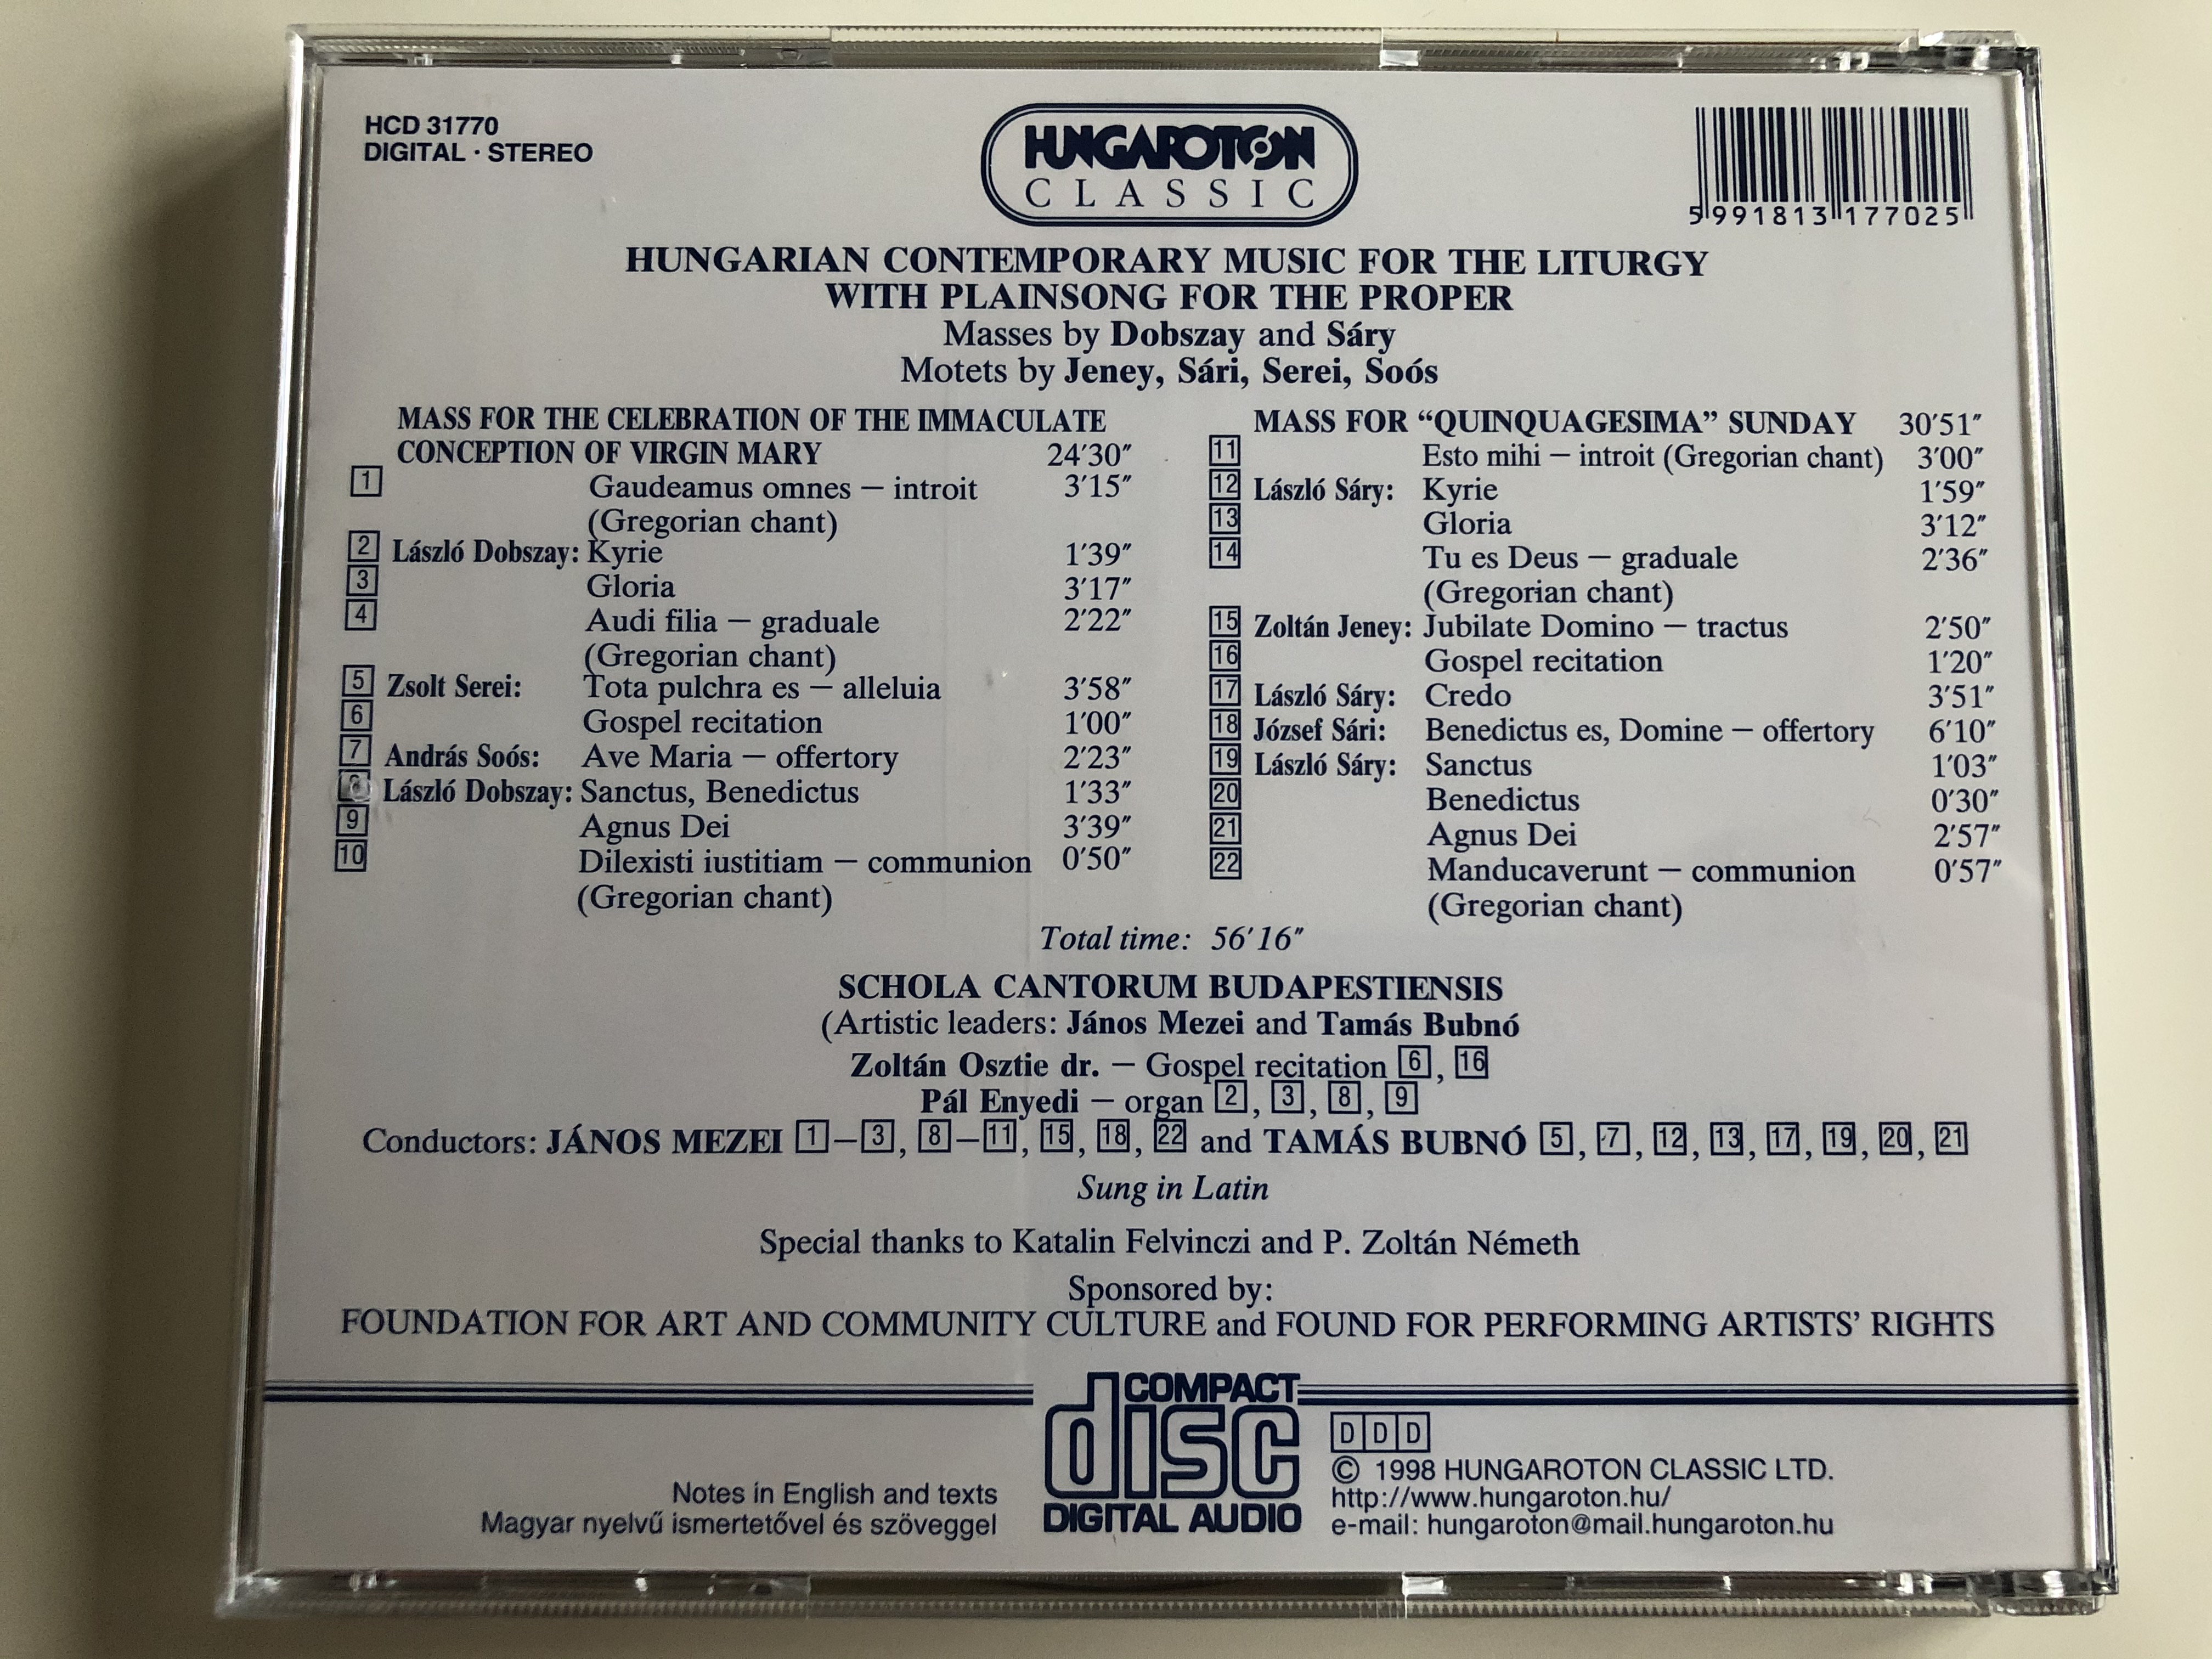 HCD 31770
DIGITAL · STEREO
HUNGAROTON
CLASSIC
5 991813 177025
HUNGARIAN CONTEMPORARY MUSIC FOR THE LITURGY
WITH PLAINSONG FOR THE PROPER
Masses by Dobszay and Sáry
Motets by Jeney, Sári, Serei, Soós
MASS FOR THE CELEBRATION OF THE IMMACULATE
CONCEPTION OF VIRGIN MARY 24′30″
1 Gaudeamus omnes – introit 3′15″
(Gregorian chant)
2 László Dobszay: Kyrie 1′39″
3 Gloria 3′17″
4 Audi filia – graduale 2′22″
(Gregorian chant)
5 Zsolt Serei: Tota pulchra es – alleluia 3′58″
6 Gospel recitation 1′00″
7 András Soós: Ave Maria – offertory 2′23″
8 László Dobszay: Sanctus, Benedictus 1′33″
9 Agnus Dei 3′39″
10 Dilexisti iustitiam – communion 0′50″
(Gregorian chant)
MASS FOR “QUINQUAGESIMA” SUNDAY 30′51″
11 Esto mihi – introit (Gregorian chant) 3′00″
12 László Sáry: Kyrie 1′59″
13 Gloria 3′12″
14 Tu es Deus – graduale 2′36″
(Gregorian chant)
15 Zoltán Jeney: Jubilate Domino – tractus 2′50″
16 Gospel recitation 1′20″
17 László Sáry: Credo 3′51″
18 József Sári: Benedictus es, Domine – offertory 6′10″
19 László Sáry: Sanctus 1′03″
20 Benedictus 0′30″
21 Agnus Dei 2′57″
22 Manducaverunt – communion 0′57″
(Gregorian chant)
Total time: 56′16″
SCHOLA CANTORUM BUDAPESTIENSIS
(Artistic leaders: János Mezei and Tamás Bubnó
Zoltán Osztie dr. – Gospel recitation 6, 16
Pál Enyedi – organ 2, 3, 8, 9
Conductors: JÁNOS MEZEI 1–3, 8–11, 15, 18, 22 and TAMÁS BUBNÓ 5, 7, 12, 13, 17, 19, 20, 21
Sung in Latin
Special thanks to Katalin Felvinczi and P. Zoltán Németh
Sponsored by:
FOUNDATION FOR ART AND COMMUNITY CULTURE and FOUND FOR PERFORMING ARTISTS’ RIGHTS
Notes in English and texts
Magyar nyelvű ismertetővel és szöveggel
COMPACT
disc
DIGITAL AUDIO
DDD
© 1998 HUNGAROTON CLASSIC LTD.
http://www.hungaroton.hu/
e-mail: hungaroton@mail.hungaroton.hu